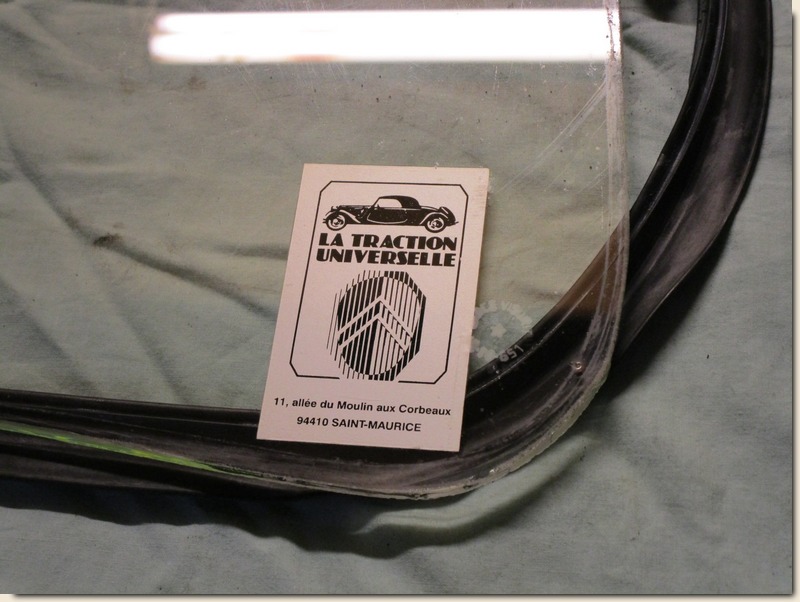 LA TRACTION
UNIVERSELLE
11, allée du Moulin aux Corbeaux
94410 SAINT-MAURICE